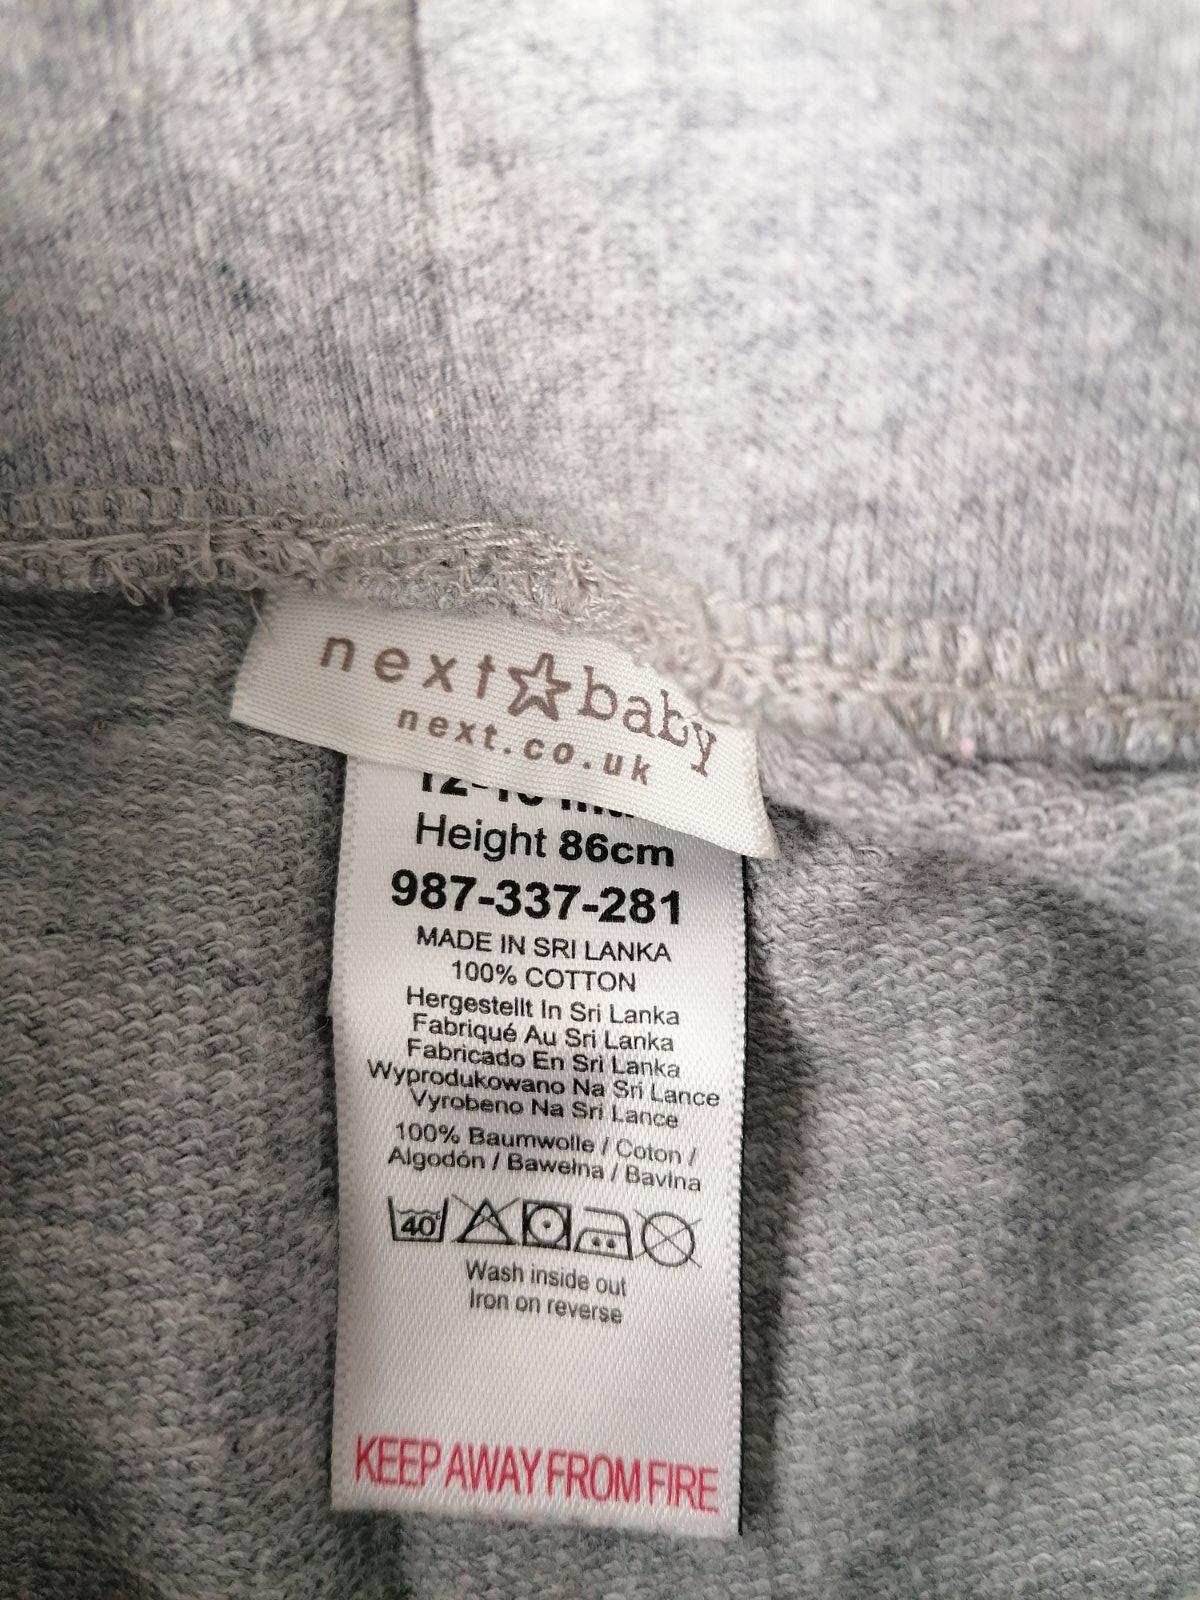 next☆baby
next.co.uk
Height 86cm
987-337-281
MADE IN SRI LANKA
100% COTTON
Hergestellt In Sri Lanka
Fabriqué Au Sri Lanka
Fabricado En Sri Lanka
Wyprodukowano Na Sri Lance
Vyrobeno Na Sri Lance
100% Baumwolle / Coton /
Algodón / Bawełna / Bavlna
40°
Wash inside out
Iron on reverse
KEEP AWAY FROM FIRE